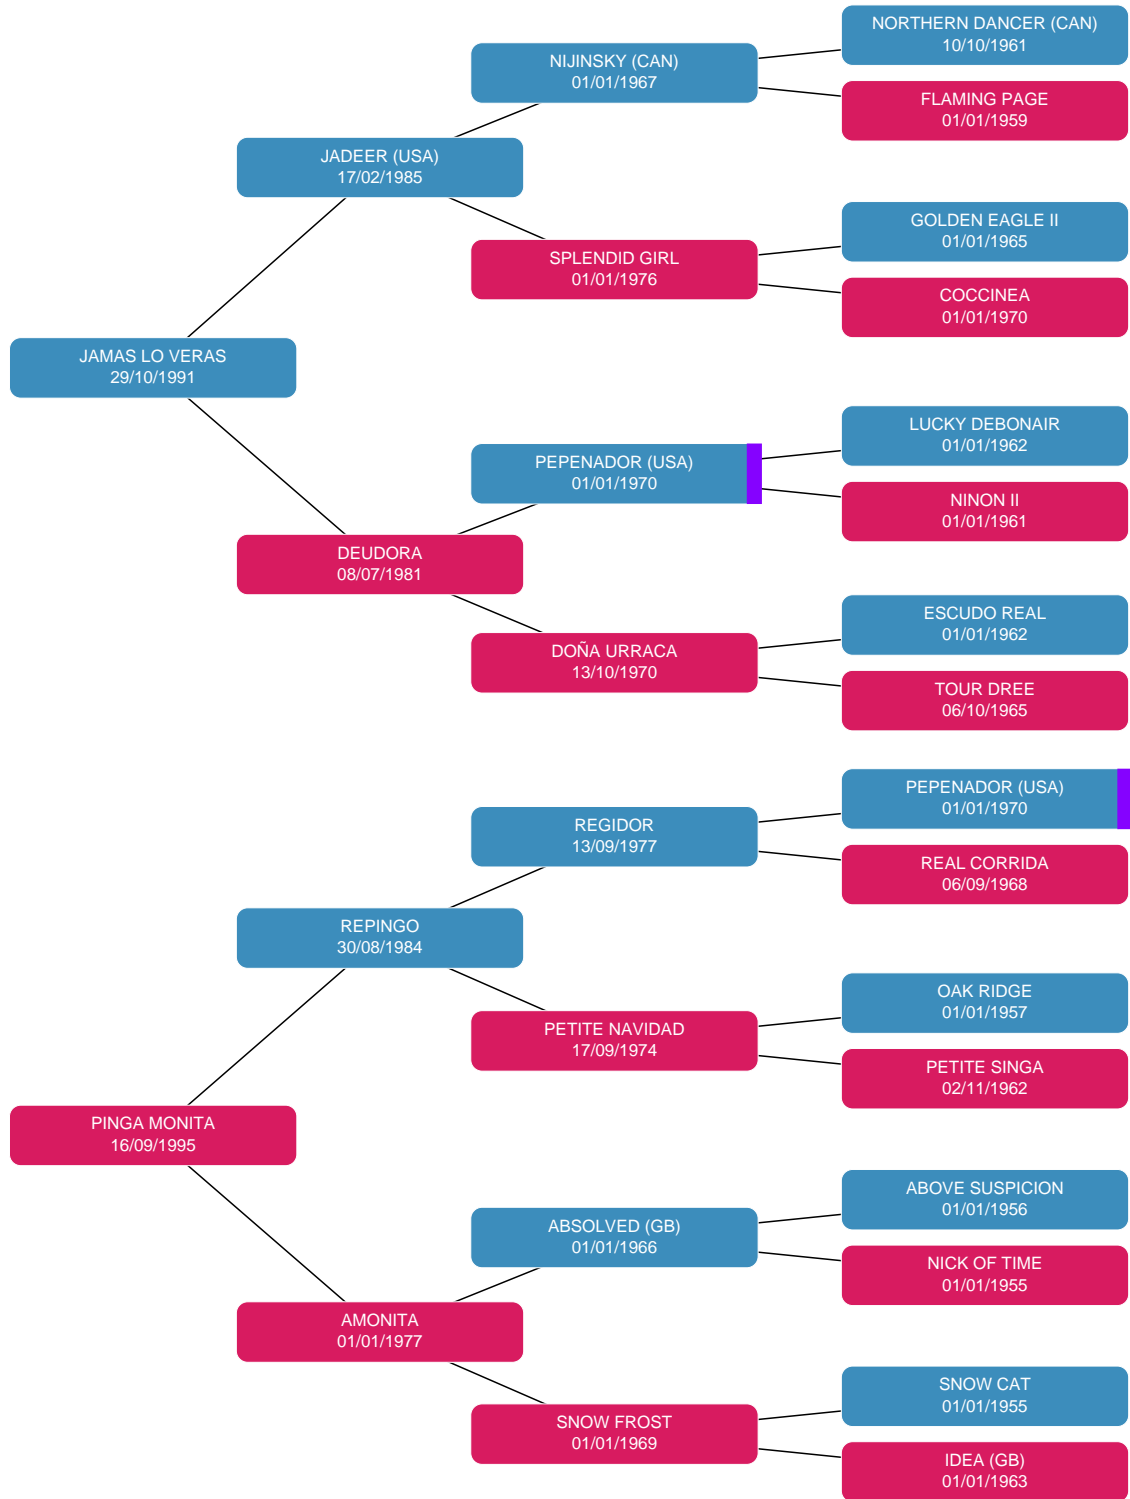 NORTHERN DANCER (CAN)
10/10/1961
NIJINSKY (CAN)
01/01/1967
FLAMING PAGE
01/01/1959
JADEER (USA)
17/02/1985
GOLDEN EAGLE II
01/01/1965
SPLENDID GIRL
01/01/1976
COCCINEA
01/01/1970
JAMAS LO VERAS
29/10/1991
LUCKY DEBONAIR
01/01/1962
PEPENADOR (USA)
01/01/1970
NINON II
01/01/1961
DEUDORA
08/07/1981
ESCUDO REAL
01/01/1962
DOÑA URRACA
13/10/1970
TOUR DREE
06/10/1965
PEPENADOR (USA)
01/01/1970
REGIDOR
13/09/1977
REAL CORRIDA
06/09/1968
REPINGO
30/08/1984
OAK RIDGE
01/01/1957
PETITE NAVIDAD
17/09/1974
PETITE SINGA
02/11/1962
PINGA MONITA
16/09/1995
ABOVE SUSPICION
01/01/1956
ABSOLVED (GB)
01/01/1966
NICK OF TIME
01/01/1955
AMONITA
01/01/1977
SNOW CAT
01/01/1955
SNOW FROST
01/01/1969
IDEA (GB)
01/01/1963